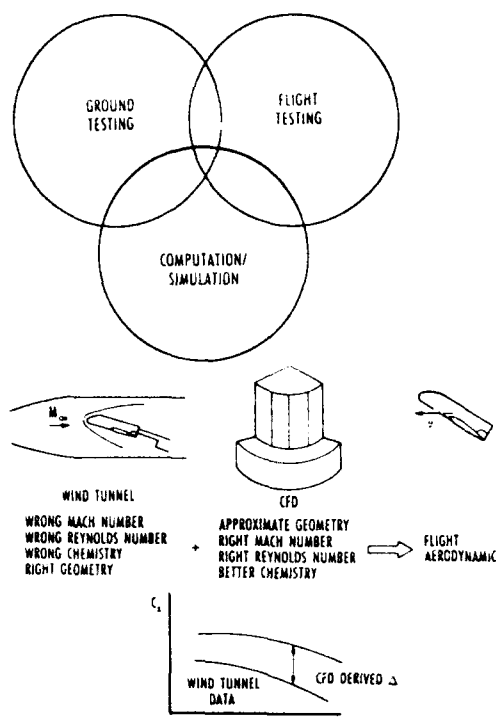 GROUND
TESTING
FLIGHT
TESTING
COMPUTATION/
SIMULATION
M∞
V
WIND TUNNEL
WRONG MACH NUMBER
WRONG REYNOLDS NUMBER
WRONG CHEMISTRY
RIGHT GEOMETRY
+
CFD
APPROXIMATE GEOMETRY
RIGHT MACH NUMBER
RIGHT REYNOLDS NUMBER
BETTER CHEMISTRY
FLIGHT
AERODYNAMIC
WIND TUNNEL
DATA
CFD DERIVED Δ